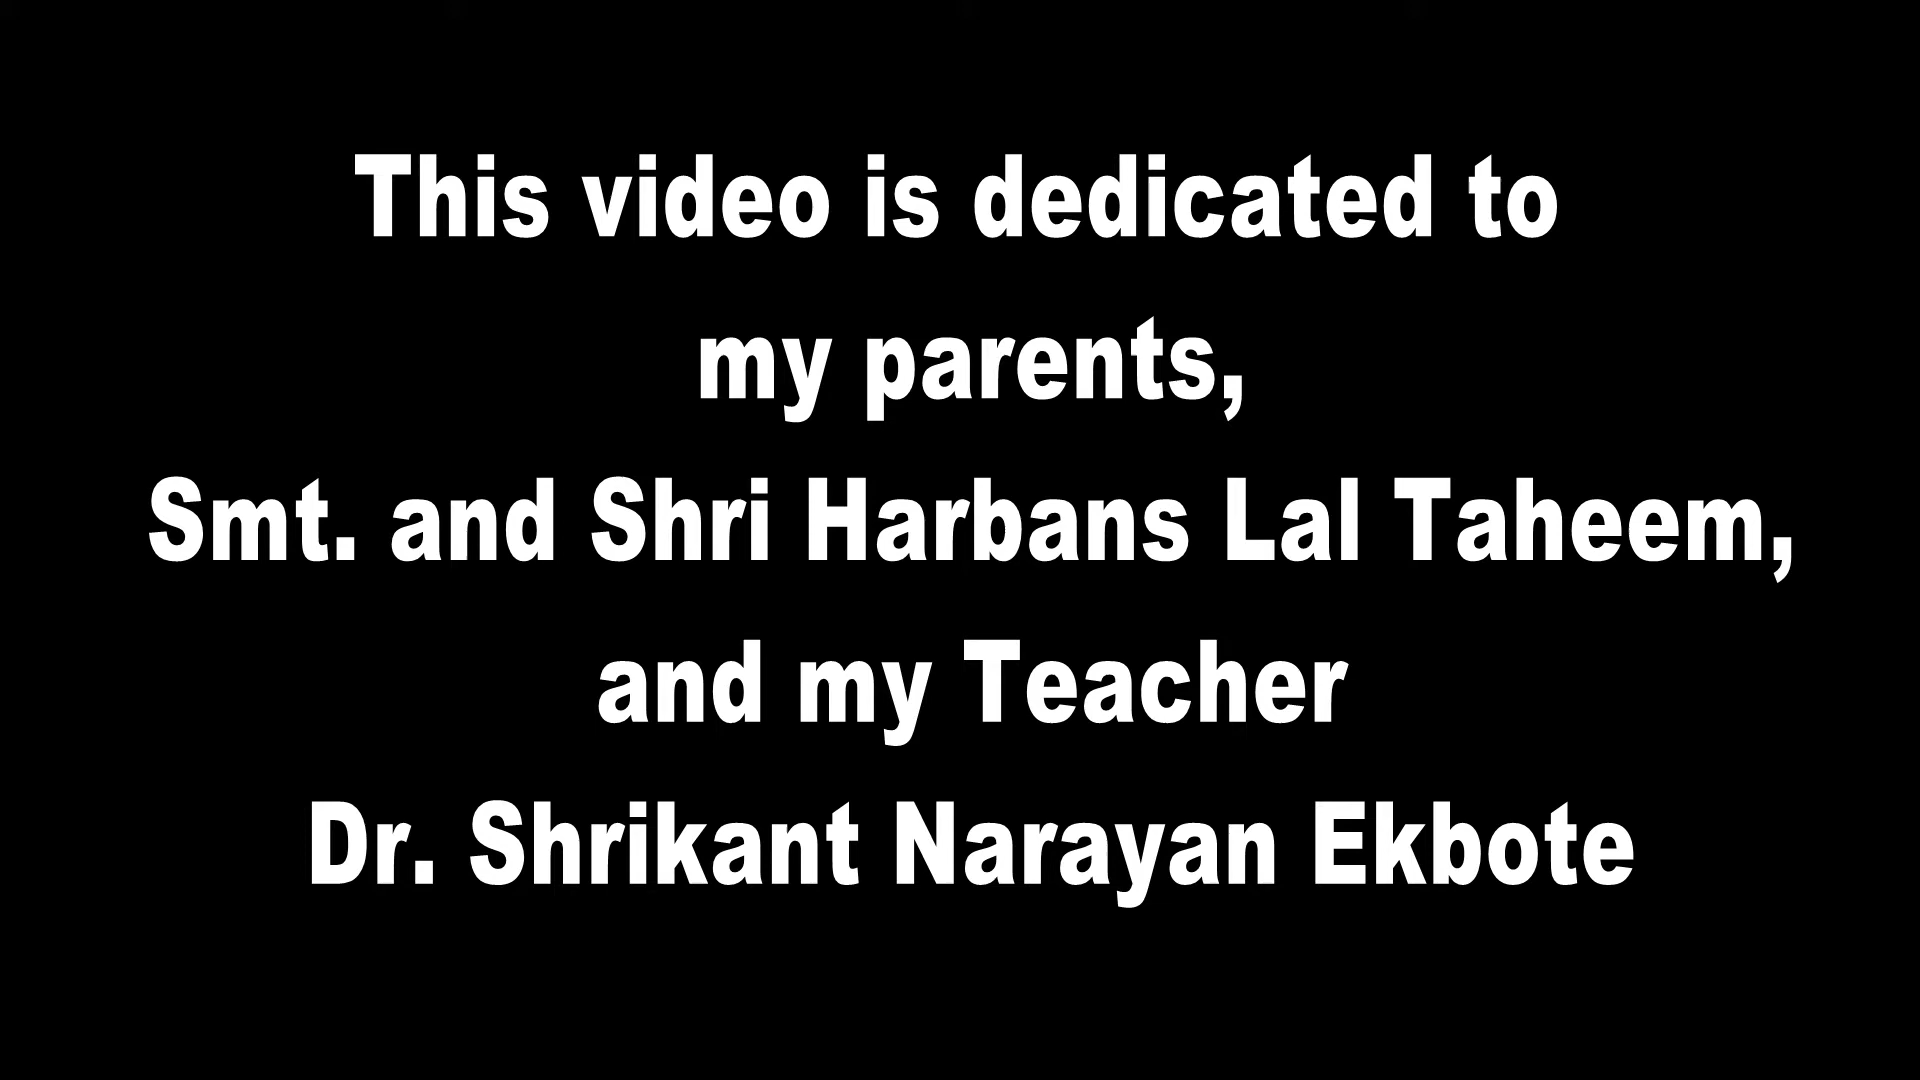 This video is dedicated to
my parents,
Smt. and Shri Harbans Lal Taheem,
and my Teacher
Dr. Shrikant Narayan Ekbote